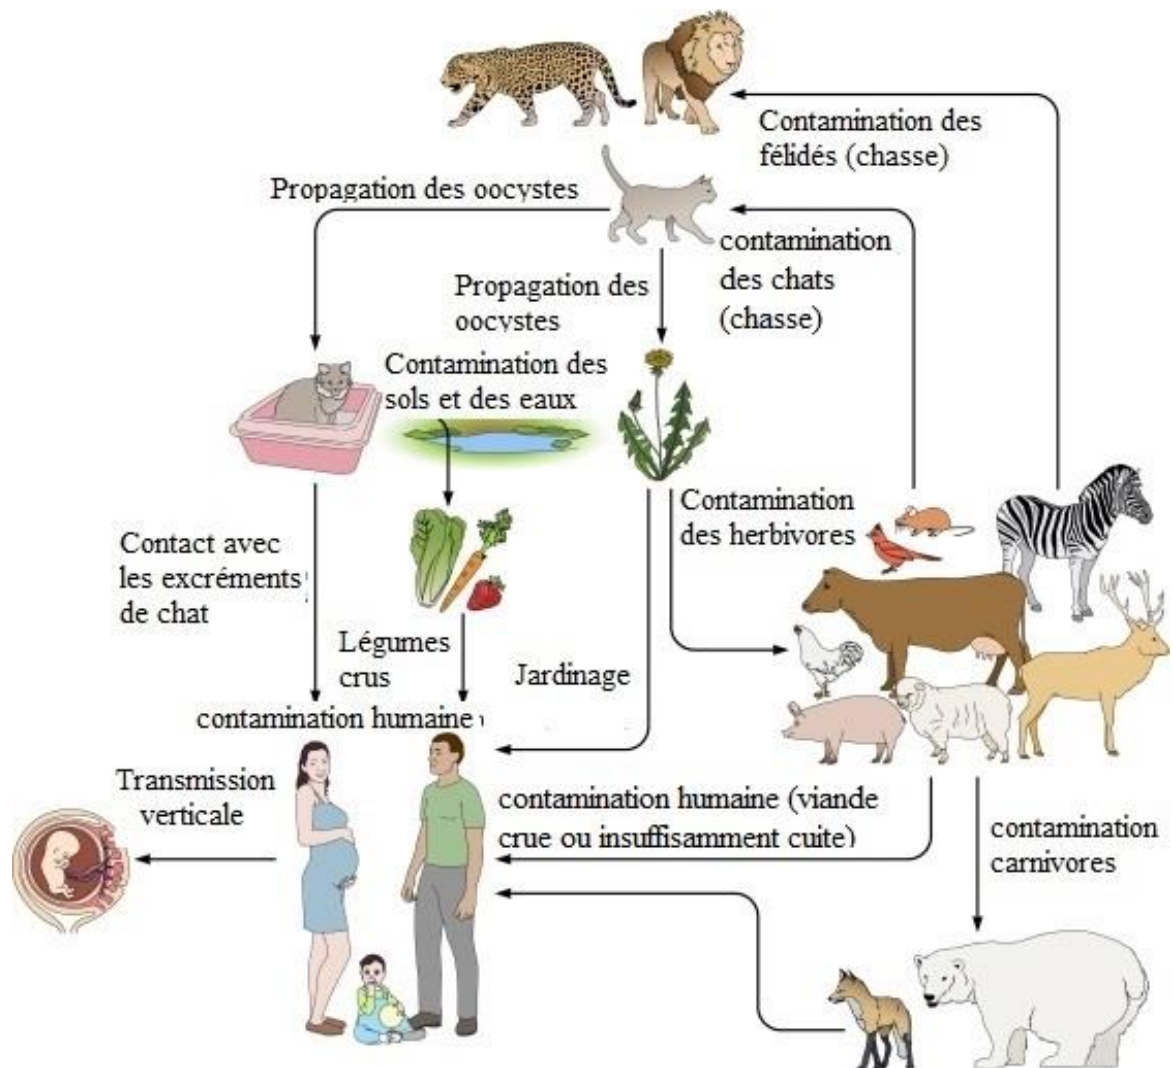 Contamination des
félidés (chasse)
Propagation des oocystes
contamination
des chats
(chasse)
Propagation des
oocystes
Contamination des
sols et des eaux
Contamination
des herbivores
Contact avec
les excréments
de chat
Légumes
crus
Jardinage
contamination humaine
Transmission
verticale
contamination humaine (viande
crue ou insuffisamment cuite)
contamination
carnivores